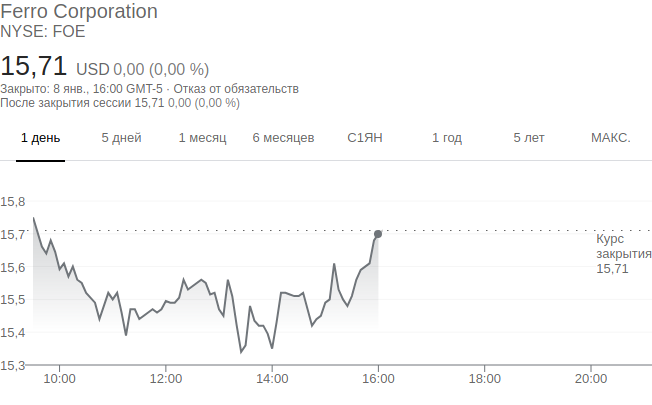 Ferro Corporation
NYSE: FOE
15,71 USD 0,00 (0,00 %)
Закрыто: 8 янв., 16:00 GMT-5 · Отказ от обязательств
После закрытия сессии 15,71 0,00 (0,00 %)
1 день 5 дней 1 месяц 6 месяцев С1ЯН 1 год 5 лет МАКС.
15,8
15,7
Курс
закрытия
15,71
15,6
15,5
15,4
15,3
10:00 12:00 14:00 16:00 18:00 20:00